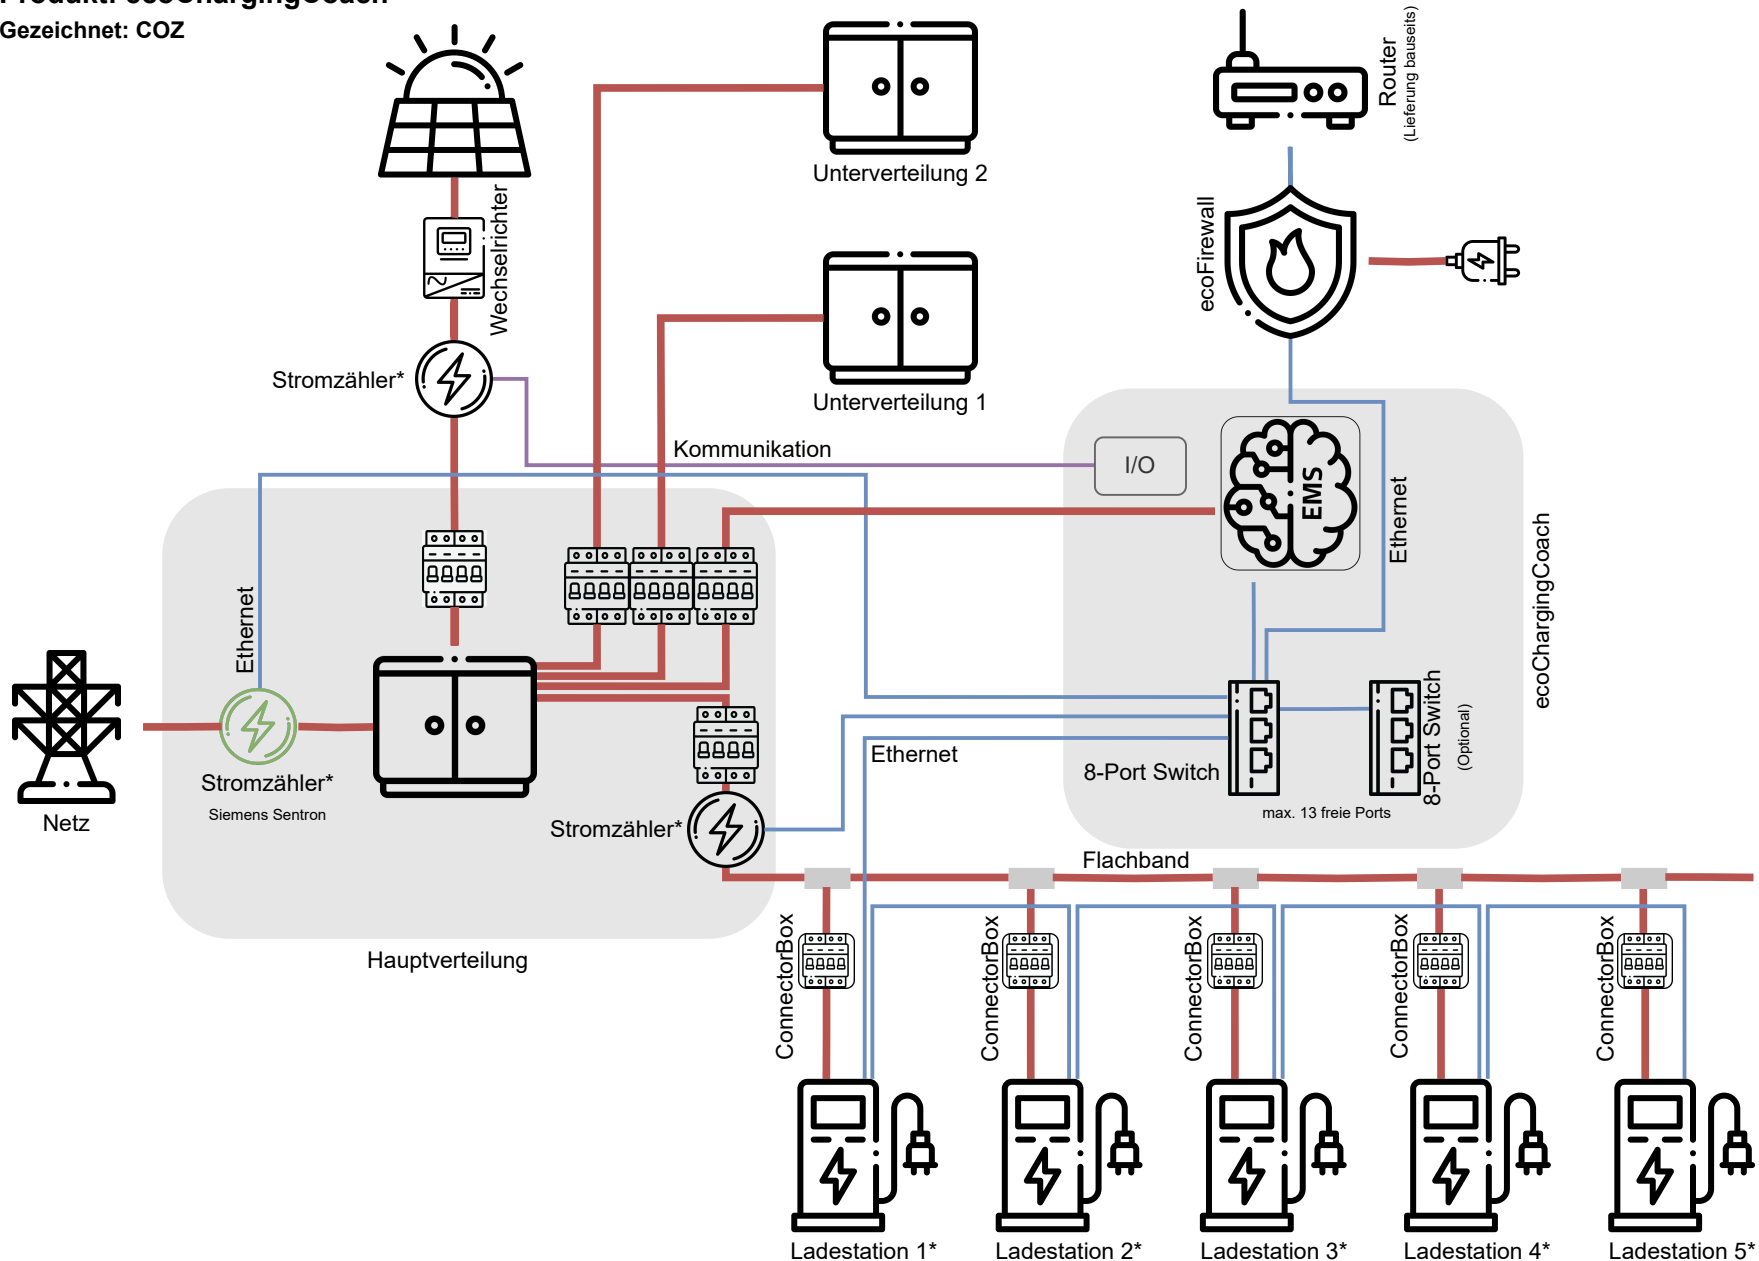 Gezeichnet: COZ
Router
(Lieferung bauseits)
Unterverteilung 2
Wechselrichter
ecoFirewall
Stromzähler*
Unterverteilung 1
Kommunikation
I/O
EMS
Ethernet
ecoChargingCoach
Ethernet
8-Port Switch
(Optional)
Ethernet
8-Port Switch
Stromzähler*
Siemens Sentron
max. 13 freie Ports
Netz
Stromzähler*
Flachband
Hauptverteilung
ConnectorBox
ConnectorBox
ConnectorBox
ConnectorBox
ConnectorBox
Ladestation 1*
Ladestation 2*
Ladestation 3*
Ladestation 4*
Ladestation 5*